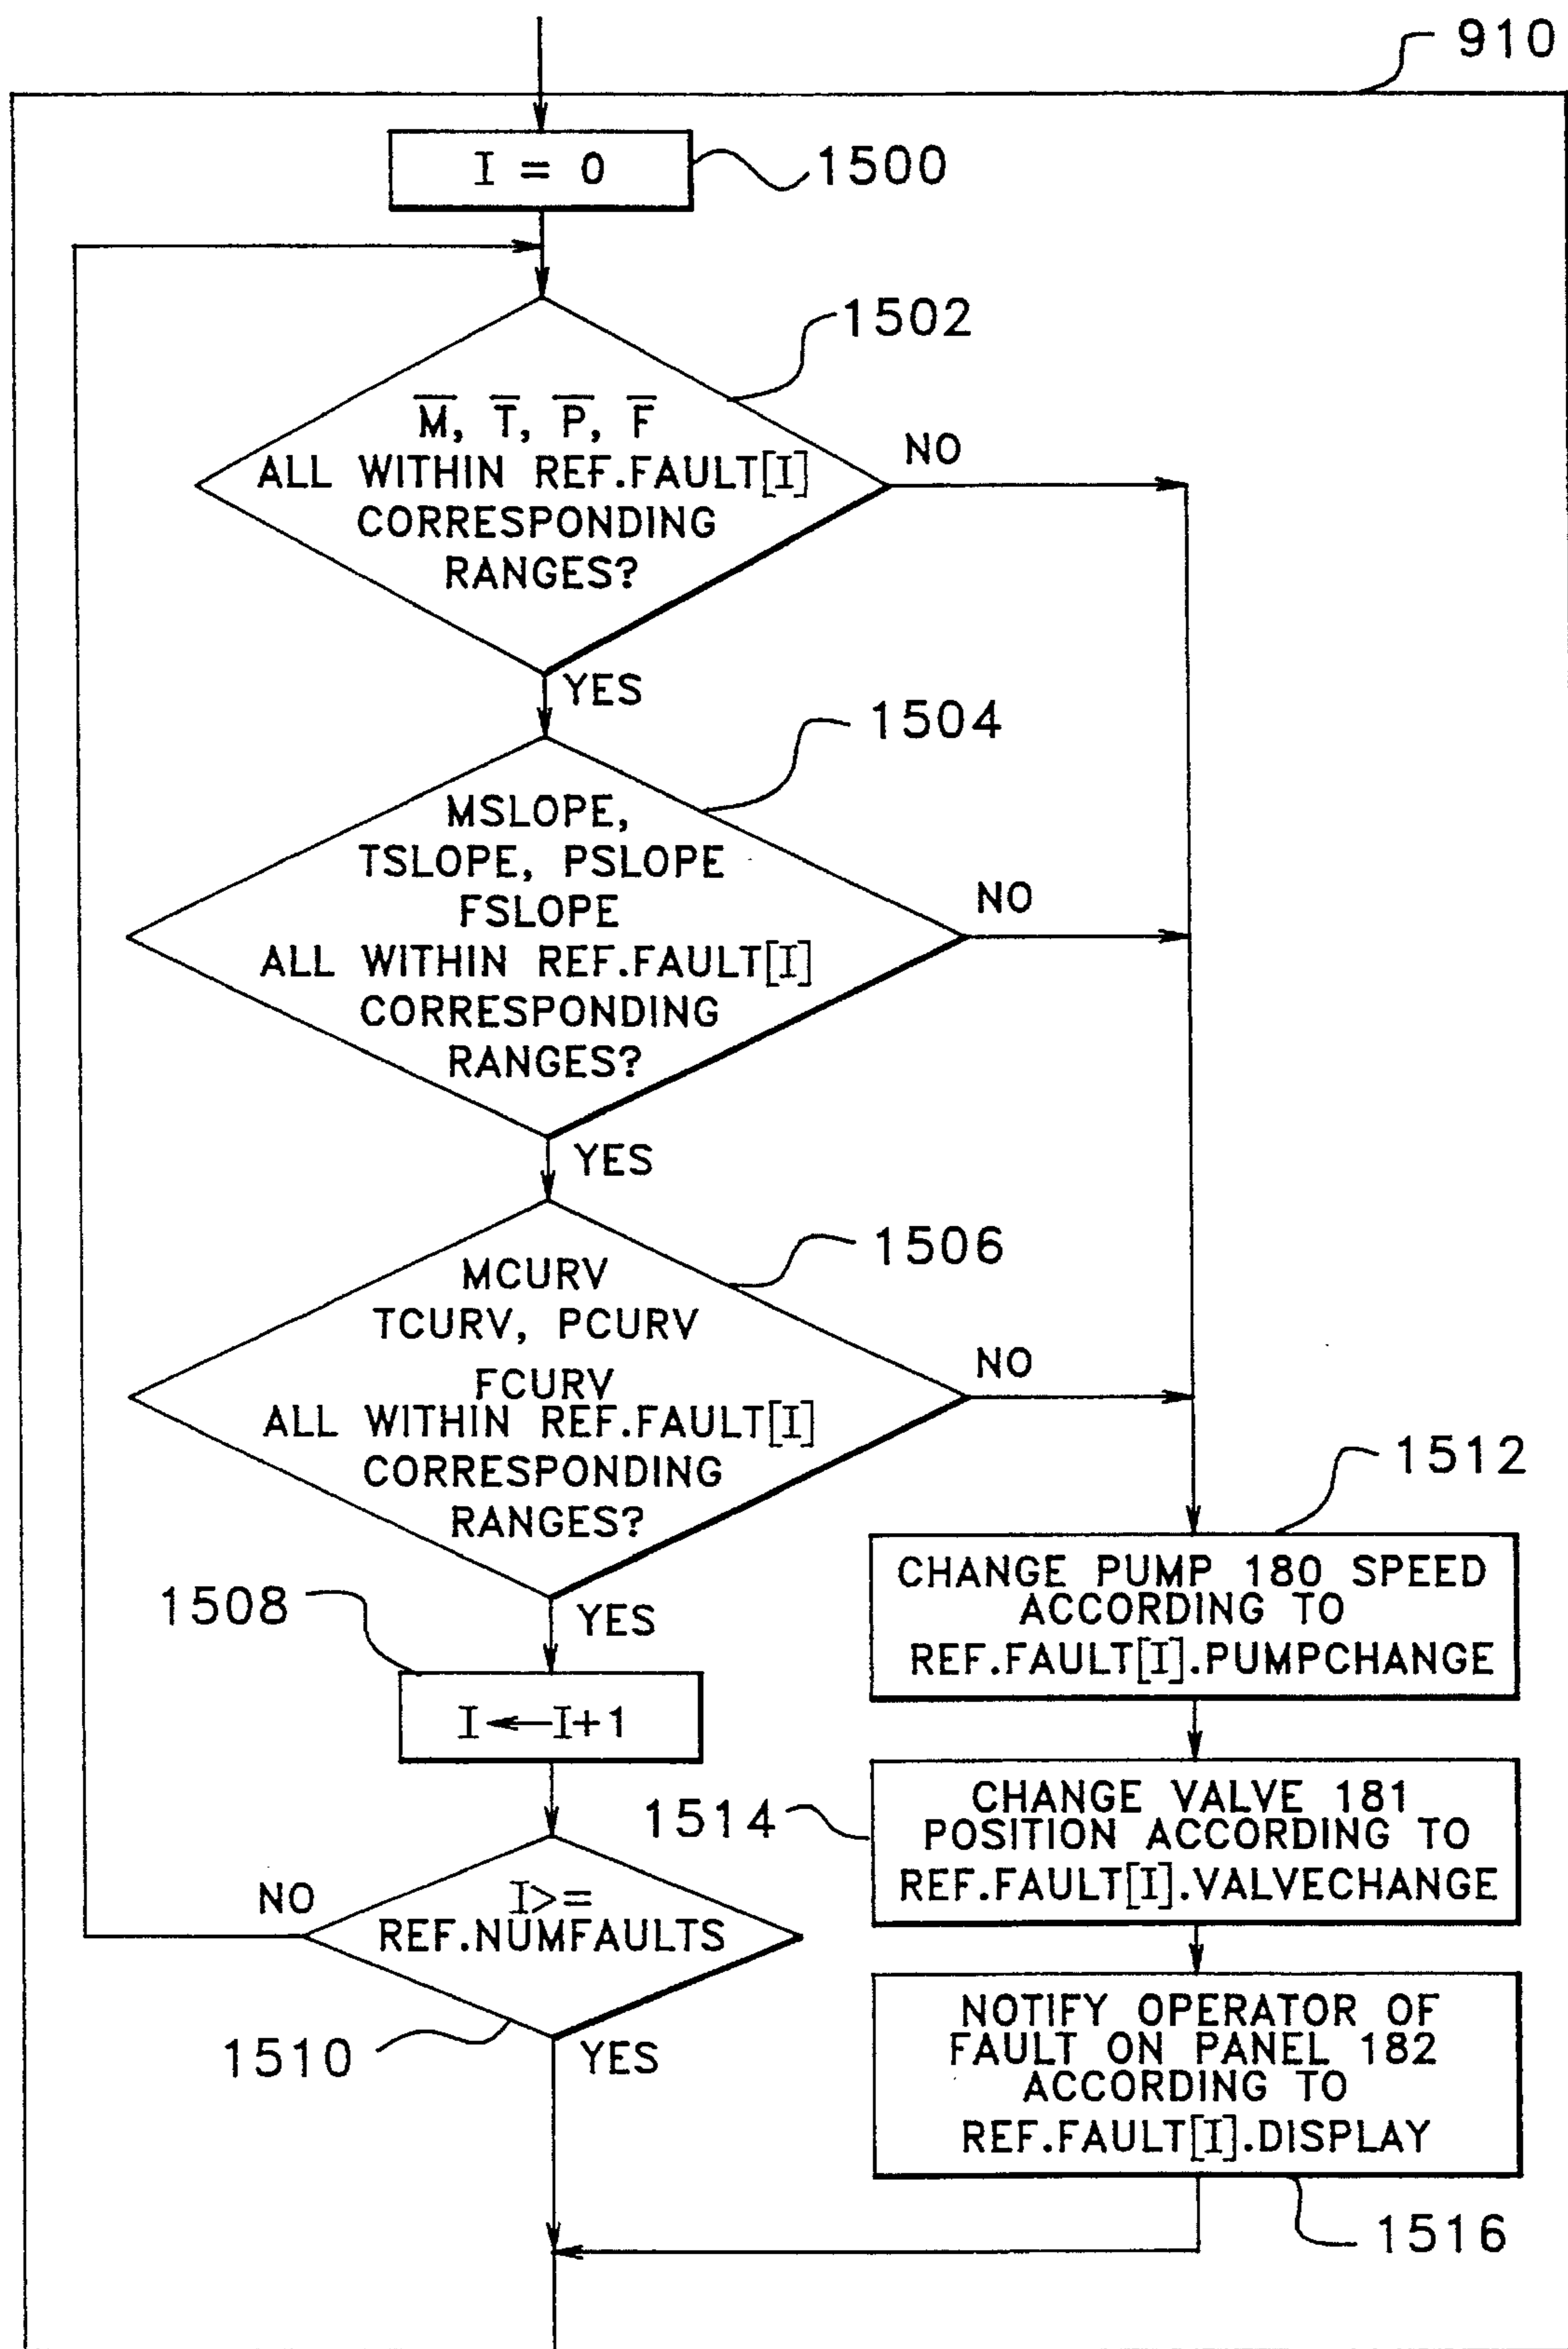 910
I = 0
1500
1502
M̅, T̅, P̅, F̅
ALL WITHIN REF.FAULT[I]
CORRESPONDING
RANGES?
NO
YES
1504
MSLOPE,
TSLOPE, PSLOPE
FSLOPE
ALL WITHIN REF.FAULT[I]
CORRESPONDING
RANGES?
NO
YES
1506
MCURV
TCURV, PCURV
FCURV
ALL WITHIN REF.FAULT[I]
CORRESPONDING
RANGES?
NO
YES
1508
I←I+1
I>=
REF.NUMFAULTS
NO
YES
1510
1512
CHANGE PUMP 180 SPEED
ACCORDING TO
REF.FAULT[I].PUMPCHANGE
1514
CHANGE VALVE 181
POSITION ACCORDING TO
REF.FAULT[I].VALVECHANGE
NOTIFY OPERATOR OF
FAULT ON PANEL 182
ACCORDING TO
REF.FAULT[I].DISPLAY
1516